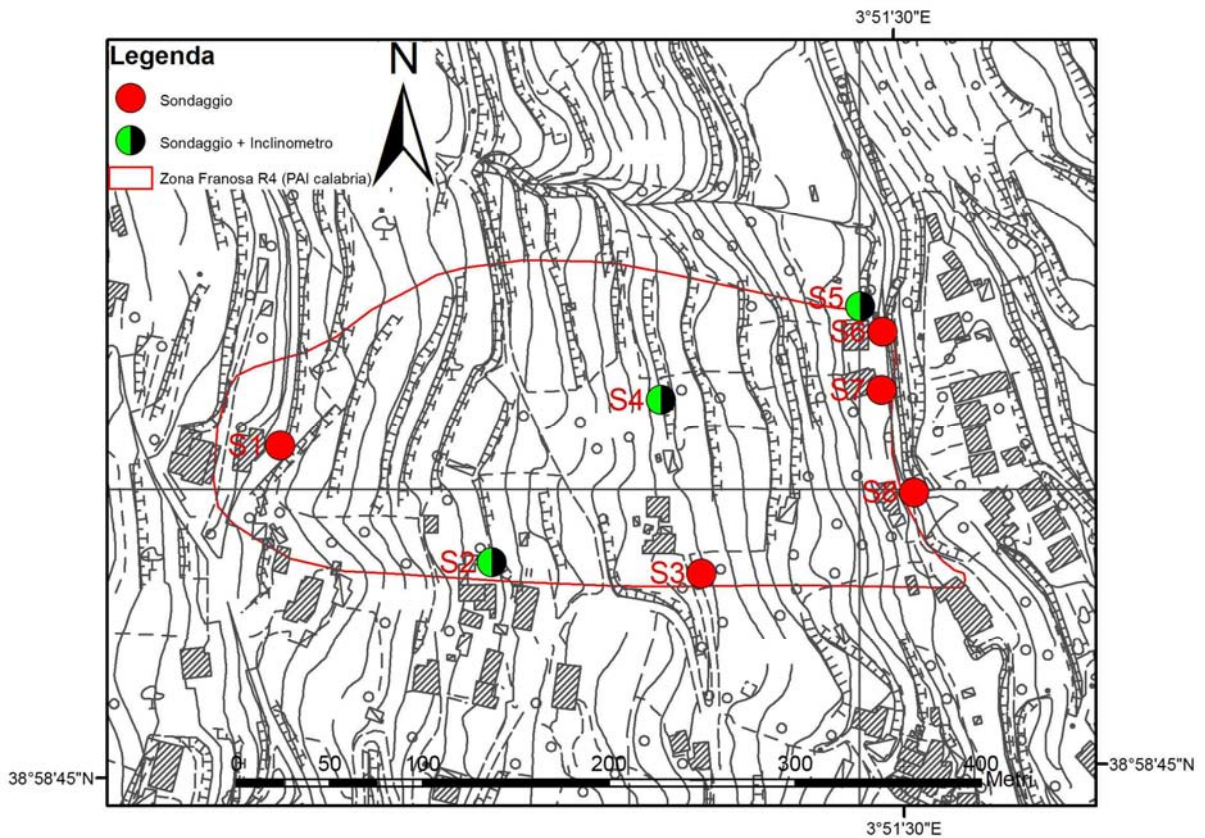 3°51'30"E
Legenda
N
Sondaggio
Sondaggio + Inclinometro
Zona Franosa R4 (PAI calabria)
S5
S6
S7
S4
S1
S8
S2
S3
38°58'45"N
0 50 100 200 300 400
Metri
38°58'45"N
3°51'30"E